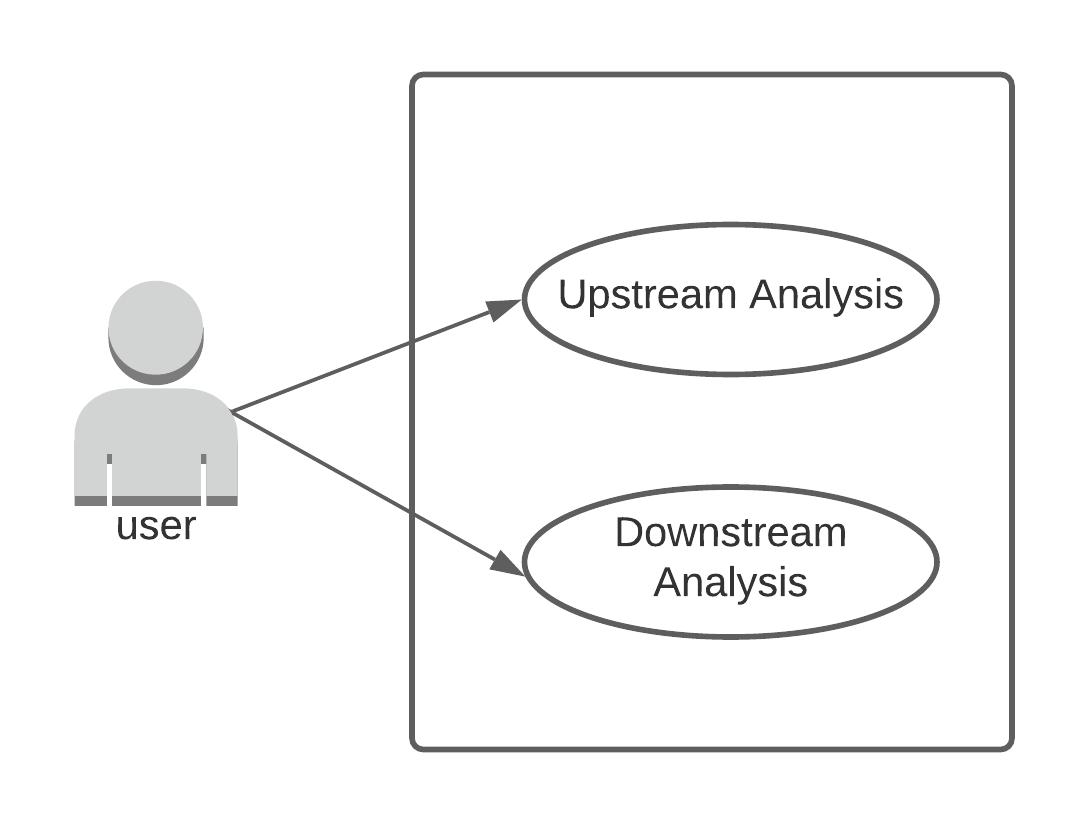 Upstream Analysis
user
Downstream
Analysis